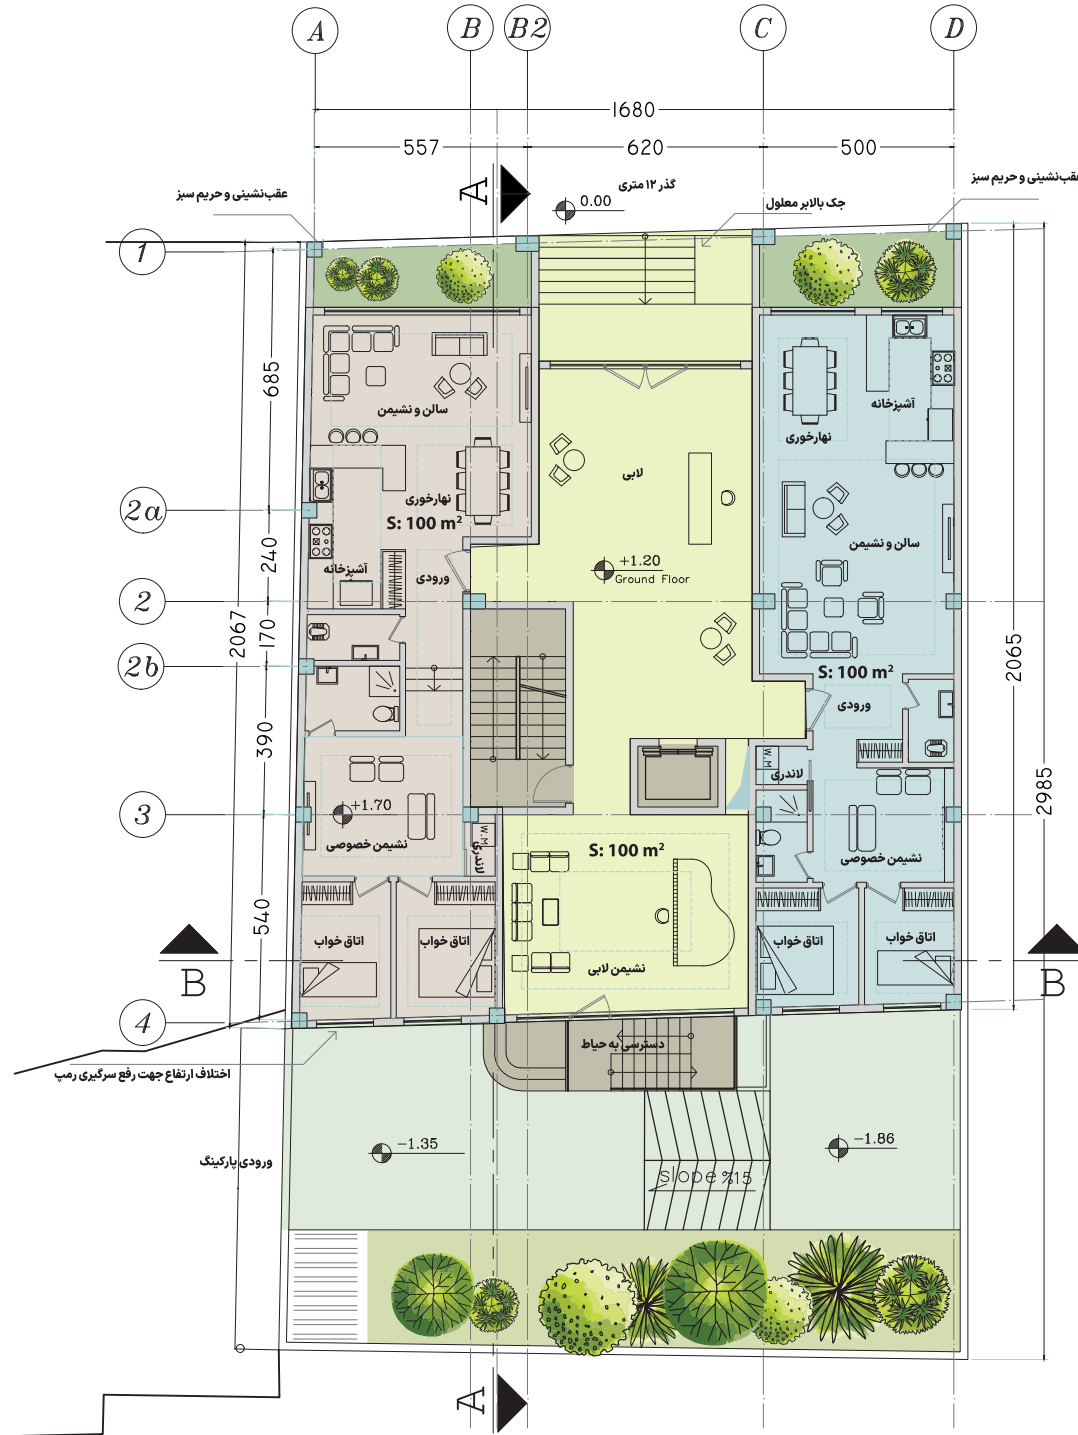 A B B2 C D
1680
557 620 500
A
گذر ۱۲ متری
0.00
عقب‌نشینی و حریم سبز
جک بالابر معلول
عقب‌نشینی و حریم سبز
1
685
سالن و نشیمن
آشپزخانه
نهارخوری
لابی
نهارخوری
S: 100 m²
2a
240
آشپزخانه
ورودی
+1.20
Ground Floor
سالن و نشیمن
2
2067
170
2065
2b
S: 100 m²
ورودی
390
W.M
لاندری
2985
3
+1.70
نشیمن خصوصی
W.M
لاندری
S: 100 m²
نشیمن خصوصی
540
اتاق خواب
اتاق خواب
نشیمن لابی
اتاق خواب
اتاق خواب
B
B
4
دسترسی به حیاط
اختلاف ارتفاع جهت رفع سرگیری رمپ
-1.35
-1.86
ورودی پارکینگ
slope %15
A